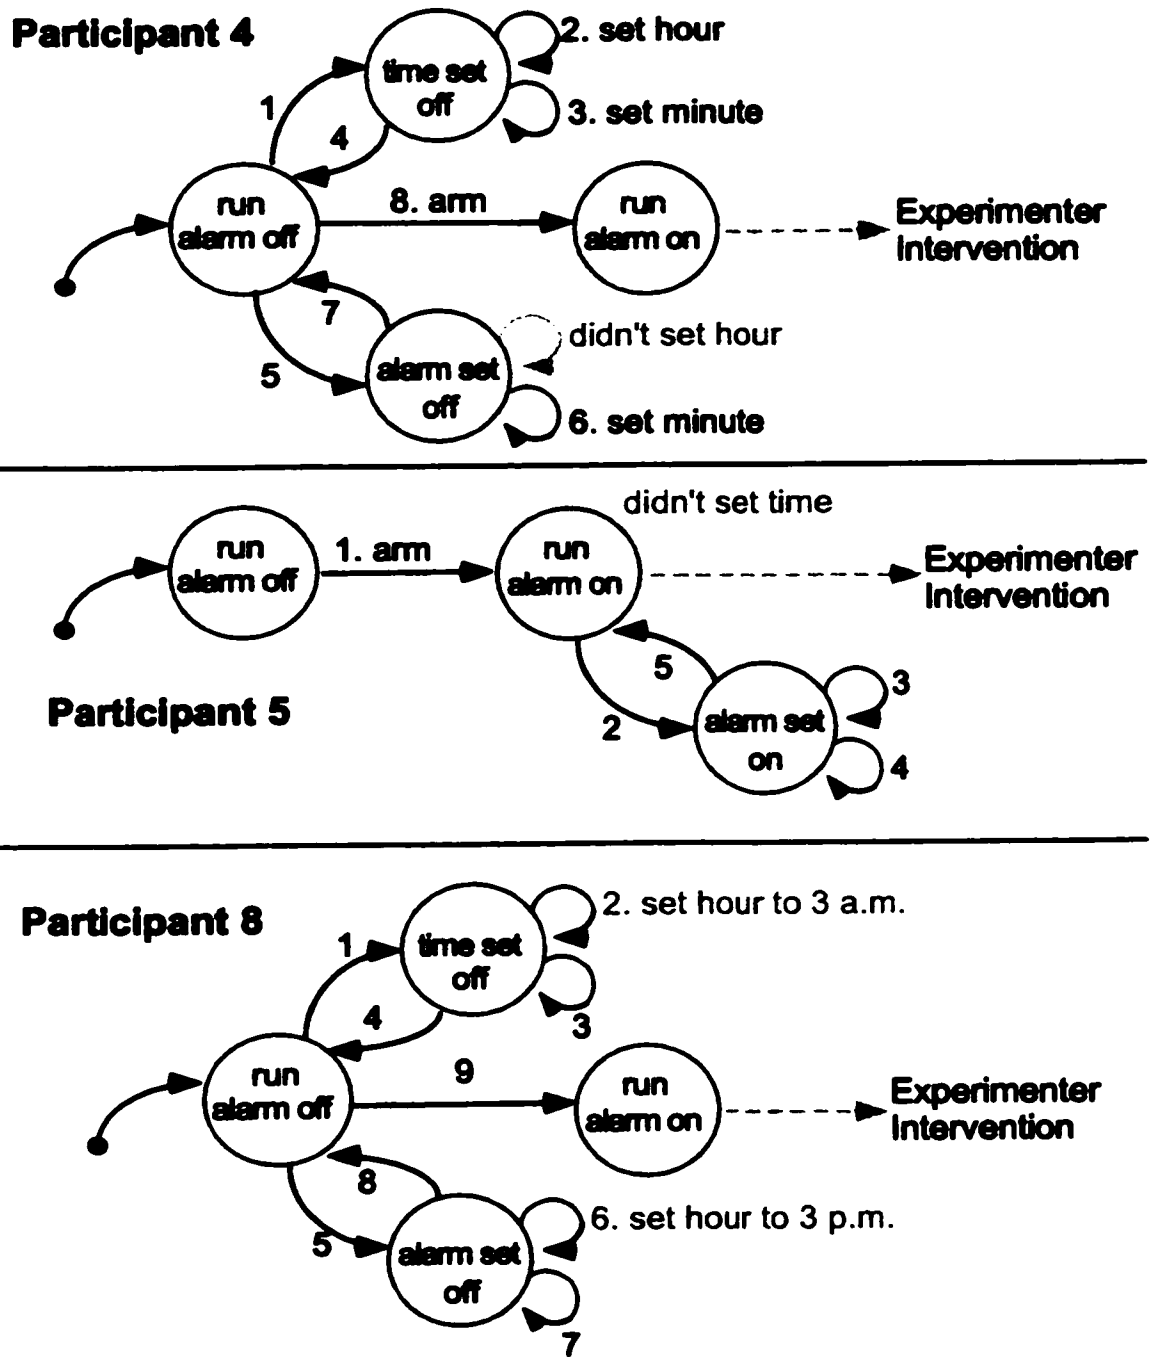 Participant 4
2. set hour
time set
off
1
3. set minute
4
run
alarm off
8. arm
run
alarm on
Experimenter
Intervention
7
didn't set hour
5
alarm set
off
6. set minute
didn't set time
run
alarm off
1. arm
run
alarm on
Experimenter
Intervention
5
3
Participant 5
2
alarm set
on
4
Participant 8
2. set hour to 3 a.m.
1
time set
off
4
3
run
alarm off
9
run
alarm on
Experimenter
Intervention
8
6. set hour to 3 p.m.
5
alarm set
off
7